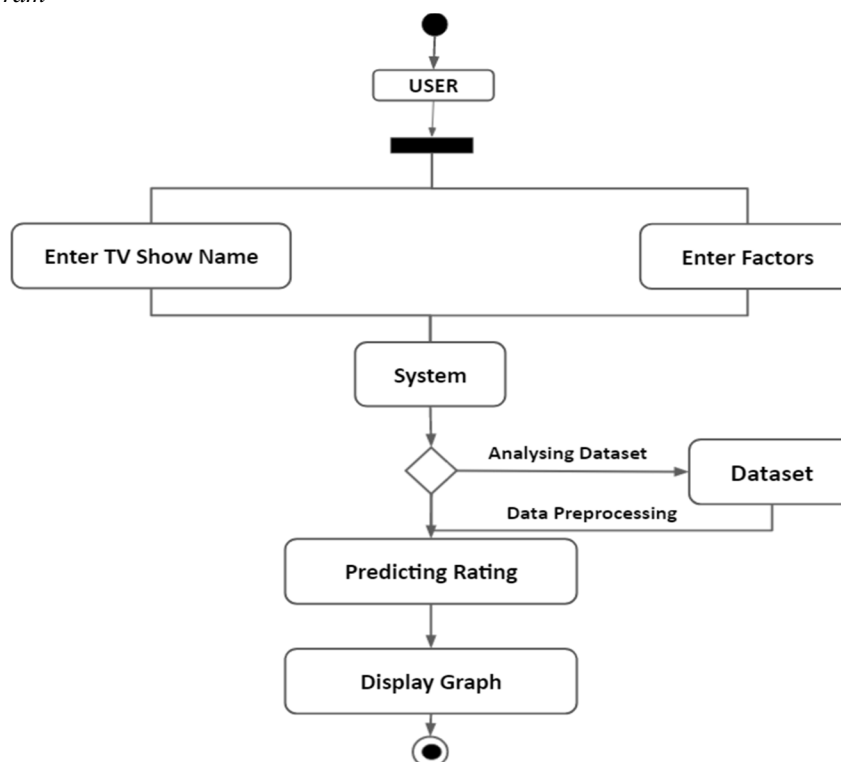 USER
Enter TV Show Name
Enter Factors
System
Analysing Dataset
Dataset
Data Preprocessing
Predicting Rating
Display Graph